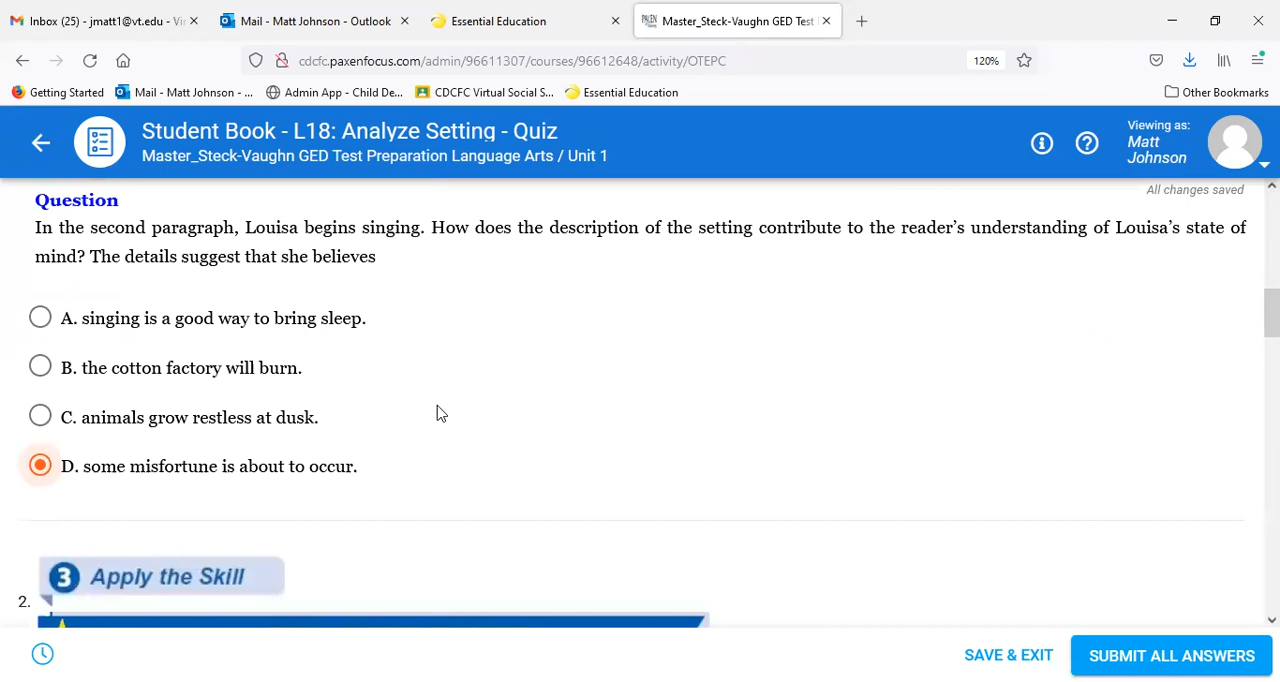 Inbox (25) - jmatt1@vt.edu - Vir
Mail - Matt Johnson - Outlook
Essential Education
PAXEN
Master_Steck-Vaughn GED Test
cdcfc.paxenfocus.com/admin/96611307/courses/96612648/activity/OTEPC
120%
Getting Started
Mail - Matt Johnson - ...
Admin App - Child De...
CDCFC Virtual Social S...
Essential Education
Other Bookmarks
Student Book - L18: Analyze Setting - Quiz
Master_Steck-Vaughn GED Test Preparation Language Arts / Unit 1
Viewing as:
Matt
Johnson
All changes saved
Question
In the second paragraph, Louisa begins singing. How does the description of the setting contribute to the reader's understanding of Louisa's state of
mind? The details suggest that she believes
A. singing is a good way to bring sleep.
B. the cotton factory will burn.
C. animals grow restless at dusk.
D. some misfortune is about to occur.
3 Apply the Skill
2.
SAVE & EXIT
SUBMIT ALL ANSWERS